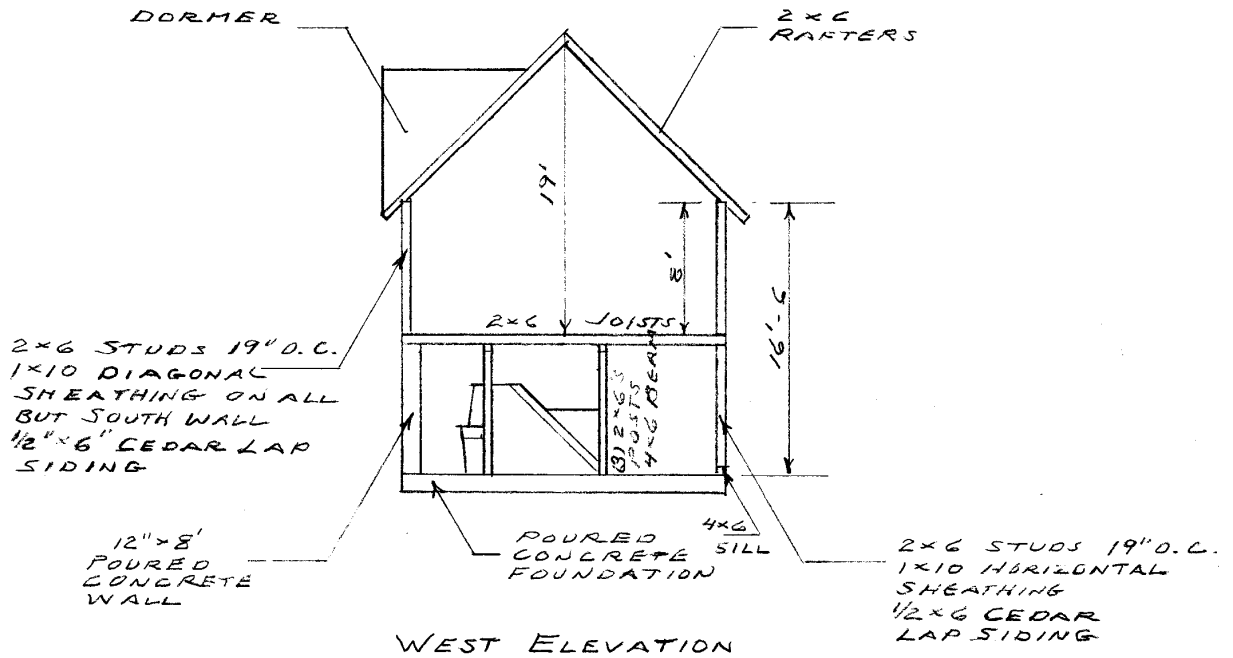 DORMER
2×6
RAFTERS
19'
8'
16'-6
2×6 JOISTS
2×6 STUDS 19" O.C.
1×10 DIAGONAL
SHEATHING ON ALL
BUT SOUTH WALL
1/2"×6" CEDAR LAP
SIDING
(3) 2×6S
POSTS
4×6 BEAM
12"×8'
POURED
CONCRETE
WALL
POURED
CONCRETE
FOUNDATION
4×6
SILL
2×6 STUDS 19" O.C.
1×10 HORIZONTAL
SHEATHING
1/2×6 CEDAR
LAP SIDING
WEST ELEVATION